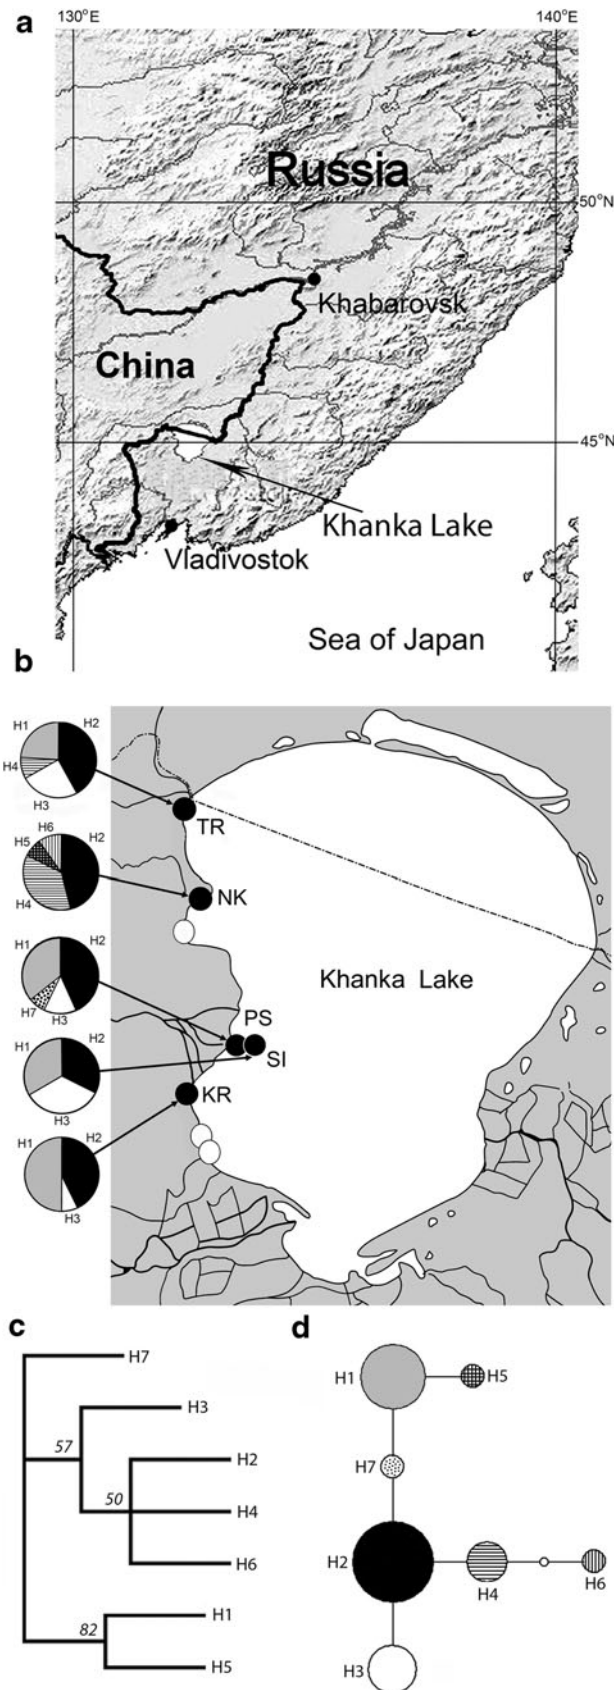 a
130°E 140°E
Russia
50°N
Khabarovsk
China
45°N
Khanka Lake
Vladivostok
Sea of Japan
b
H1 H2
H4
H3
TR
H6
H5 H2
H4
NK
H1 H2
H7 H3
Khanka Lake
PS
SI
H1 H2
H3
KR
H1 H2
H3
c
H7
H3
57
H2
50
H4
H6
82
H1
H5
d
H1 H5
H7
H2
H4 H6
H3